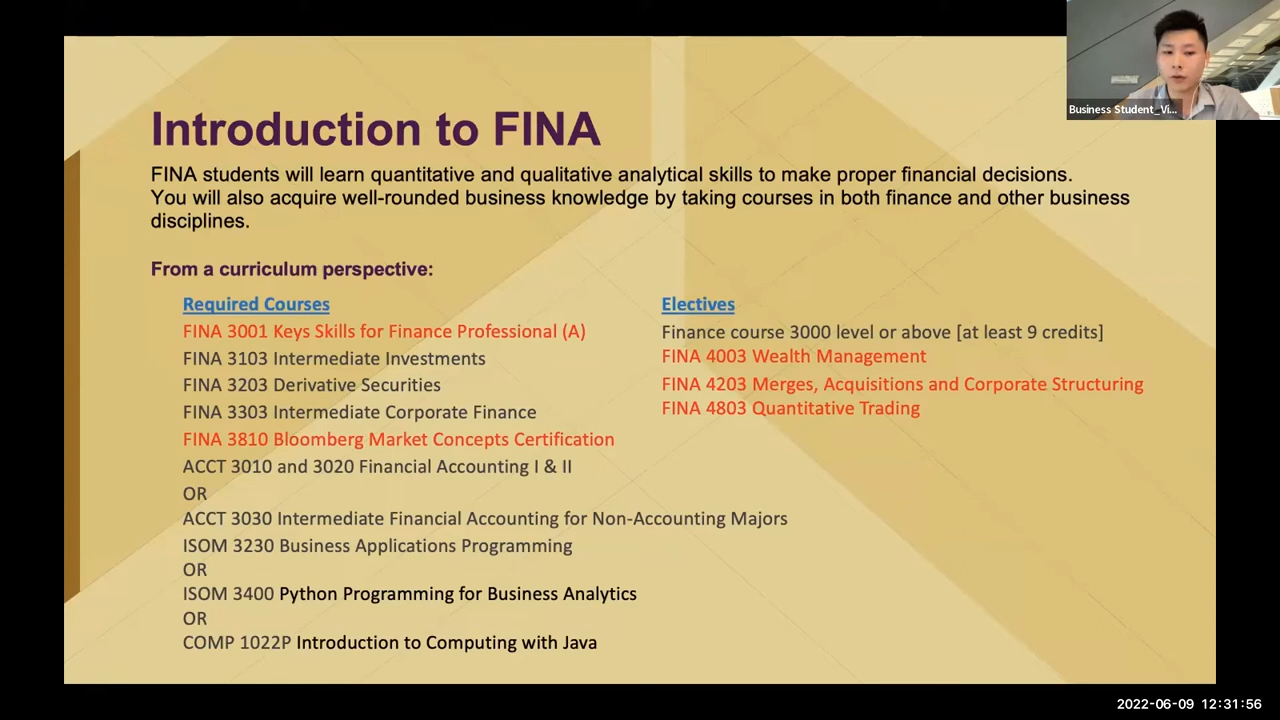 Introduction to FINA
FINA students will learn quantitative and qualitative analytical skills to make proper financial decisions.
You will also acquire well-rounded business knowledge by taking courses in both finance and other business
disciplines.
From a curriculum perspective:
Required Courses
FINA 3001 Keys Skills for Finance Professional (A)
FINA 3103 Intermediate Investments
FINA 3203 Derivative Securities
FINA 3303 Intermediate Corporate Finance
FINA 3810 Bloomberg Market Concepts Certification
ACCT 3010 and 3020 Financial Accounting I & II
OR
ACCT 3030 Intermediate Financial Accounting for Non-Accounting Majors
ISOM 3230 Business Applications Programming
OR
ISOM 3400 Python Programming for Business Analytics
OR
COMP 1022P Introduction to Computing with Java
Electives
Finance course 3000 level or above [at least 9 credits]
FINA 4003 Wealth Management
FINA 4203 Merges, Acquisitions and Corporate Structuring
FINA 4803 Quantitative Trading
Business Student_Vi...
2022-06-09 12:31:56